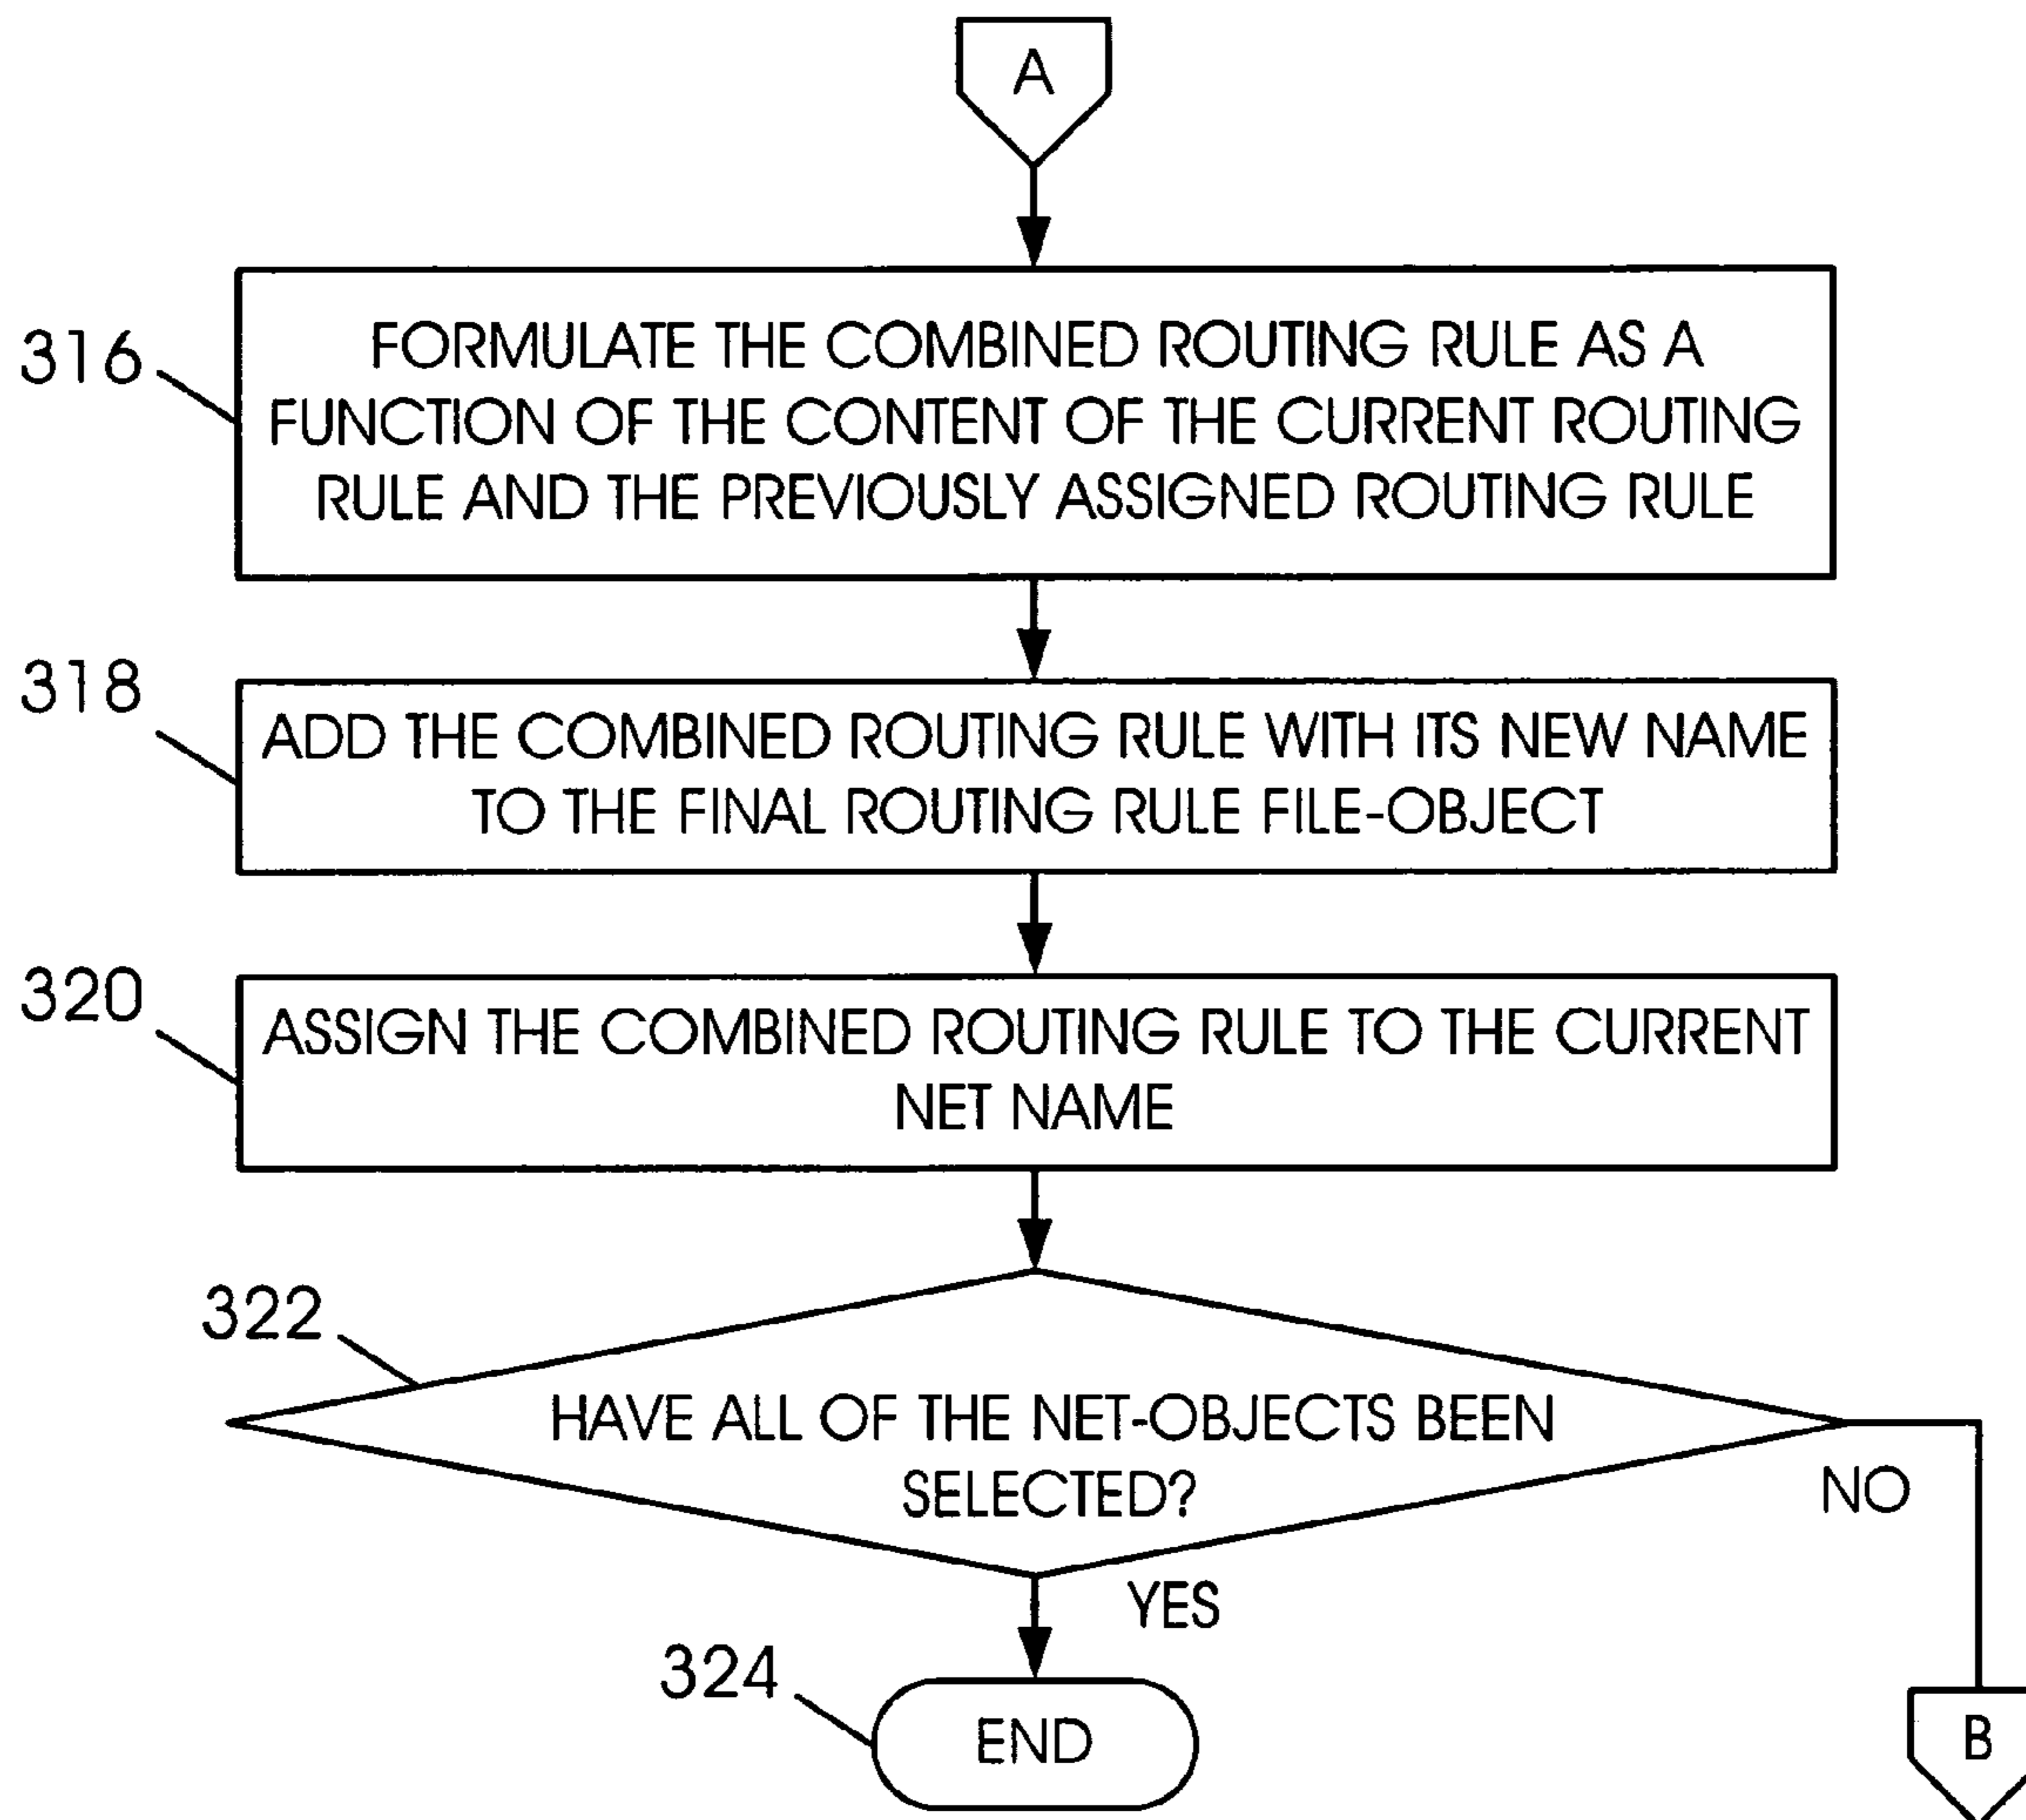 A
316
FORMULATE THE COMBINED ROUTING RULE AS A
FUNCTION OF THE CONTENT OF THE CURRENT ROUTING
RULE AND THE PREVIOUSLY ASSIGNED ROUTING RULE
318
ADD THE COMBINED ROUTING RULE WITH ITS NEW NAME
TO THE FINAL ROUTING RULE FILE-OBJECT
320
ASSIGN THE COMBINED ROUTING RULE TO THE CURRENT
NET NAME
322
HAVE ALL OF THE NET-OBJECTS BEEN
SELECTED?
NO
YES
324
END
B